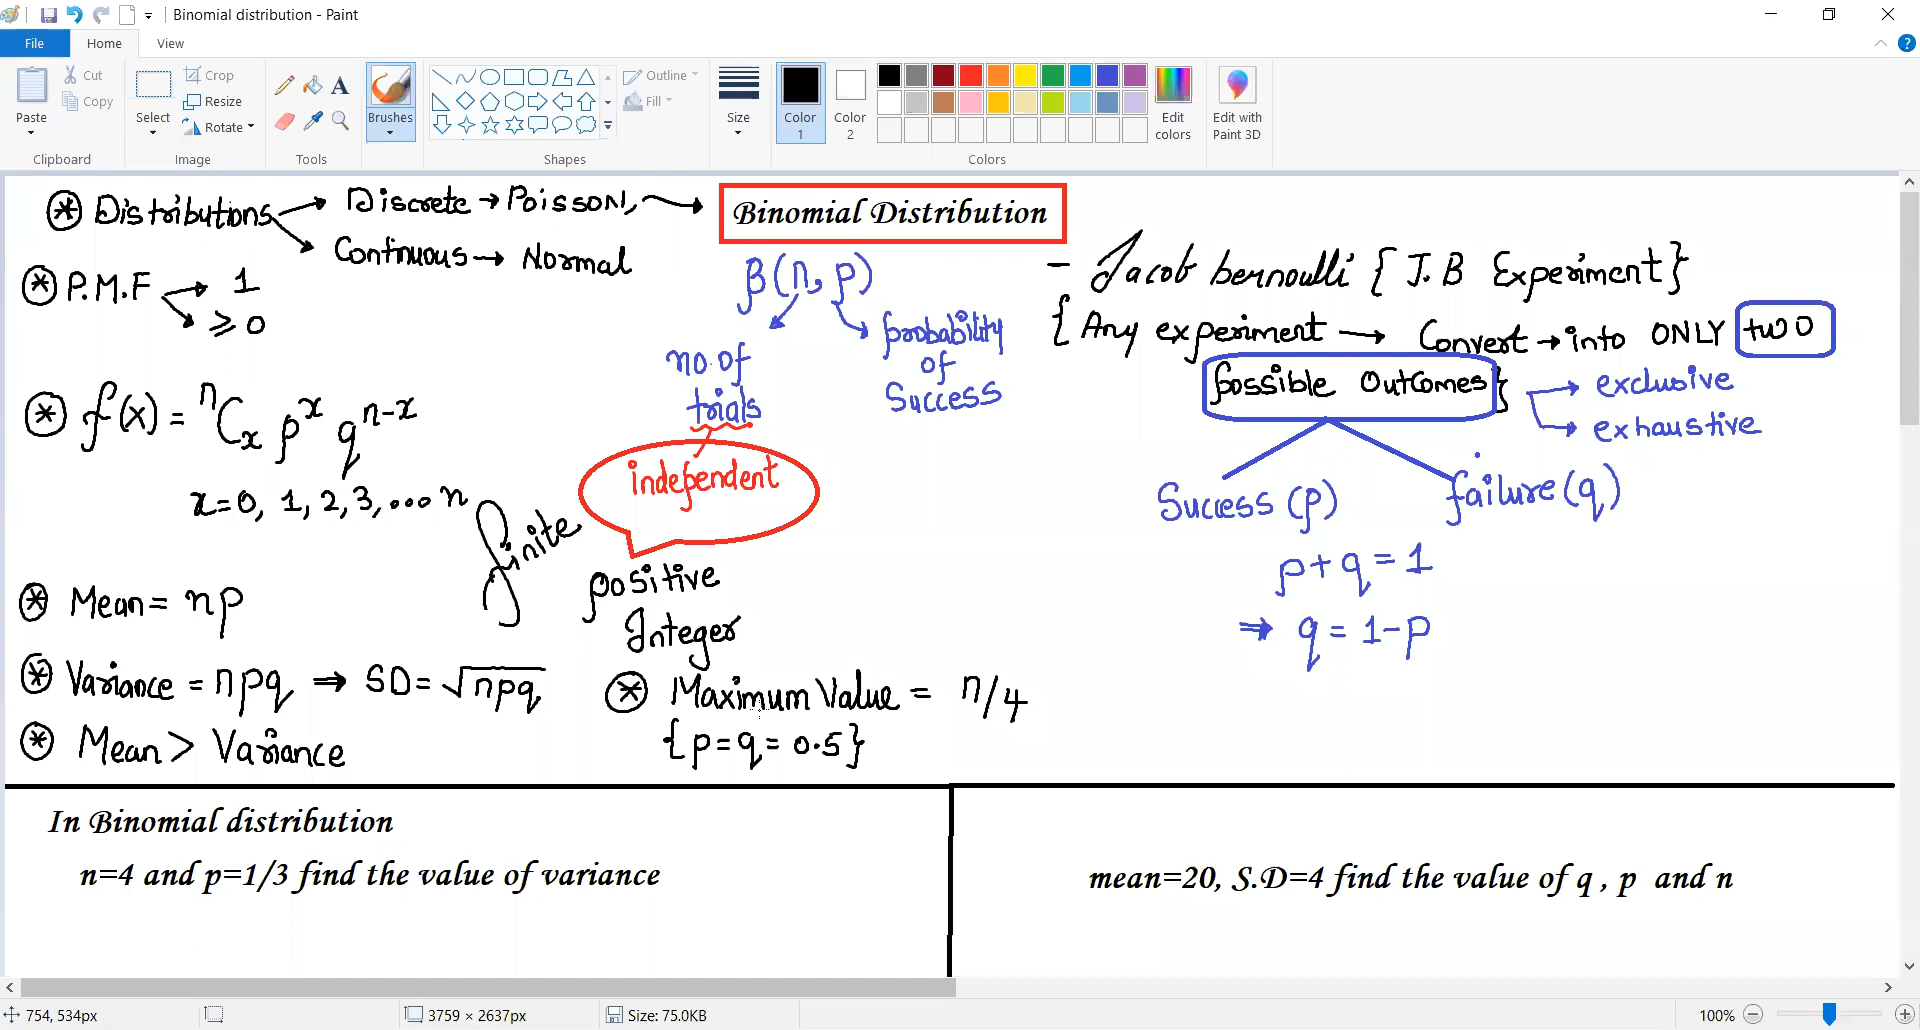 Binomial distribution - Paint
File
Home
View
Paste
Cut
Copy
Clipboard
Select
Crop
Resize
Rotate
Image
Tools
Brushes
Outline
Fill
Shapes
Size
Color
1
Color
2
Edit
colors
Edit with
Paint 3D
Colors
Distributions → Discrete → Poisson, → Binomial Distribution
Continuous → Normal
P.M.F → 1
≥ 0
β(n, p)
no. of
trials
probability
of
Success
independent
- Jacob bernoulli { J.B Experiment}
{ Any experiment → Convert → into ONLY two
possible Outcomes}
exclusive
exhaustive
Success (p)
failure (q)
p + q = 1
⇒ q = 1 - p
f(x) = ⁿCₓ pˣ qⁿ⁻ˣ
x = 0, 1, 2, 3, ... n
finite
positive
Integer
Mean = np
Variance = npq ⇒ SD = √npq
Mean > Variance
Maximum Value = n/4
{p = q = 0.5}
In Binomial distribution
n=4 and p=1/3 find the value of variance
mean=20, S.D=4 find the value of q , p and n
754, 534px
3759 × 2637px
Size: 75.0KB
100%